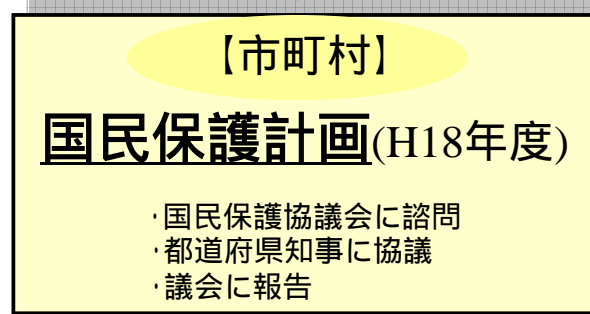 【市町村】
国民保護計画(H18年度)
･国民保護協議会に諮問
･都道府県知事に協議
･議会に報告